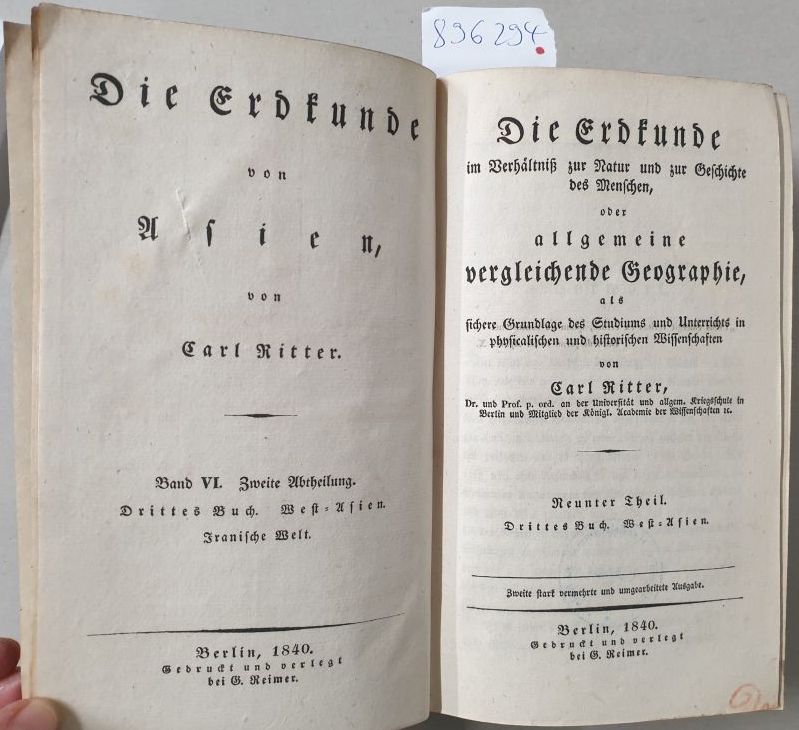 896294
Die Erdkunde
von
Asien,
von
Carl Ritter.
Band VI. Zweite Abtheilung.
Drittes Buch. West-Asien.
Iranische Welt.
Berlin, 1840.
Gedruckt und verlegt
bei G. Reimer.
Die Erdkunde
im Verhältniß zur Natur und zur Geschichte
des Menschen,
oder
allgemeine
vergleichende Geographie,
als
sichere Grundlage des Studiums und Unterrichts in
physicalischen und historischen Wissenschaften
von
Carl Ritter,
Dr. und Prof. p. ord. an der Universität und allgem. Kriegsschule in
Berlin und Mitglied der Königl. Academie der Wissenschaften ꝛc.
Neunter Theil.
Drittes Buch. West-Asien.
Zweite stark vermehrte und umgearbeitete Ausgabe.
Berlin, 1840.
Gedruckt und verlegt
bei G. Reimer.